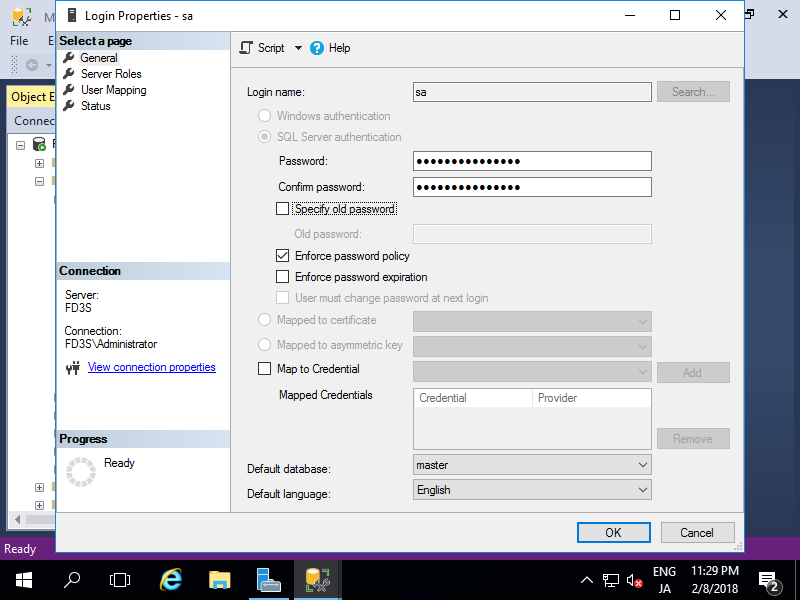 Login Properties - sa
File
Select a page
General
Server Roles
User Mapping
Status
Script
Help
Login name:
sa
Search...
Windows authentication
SQL Server authentication
Password:
●●●●●●●●●●●●●●●
Confirm password:
●●●●●●●●●●●●●●●
Specify old password
Old password:
Enforce password policy
Enforce password expiration
User must change password at next login
Mapped to certificate
Mapped to asymmetric key
Map to Credential
Add
Mapped Credentials
Credential
Provider
Remove
Default database:
master
Default language:
English
Connection
Server:
FD3S
Connection:
FD3S\Administrator
View connection properties
Progress
Ready
OK
Cancel
Object E
Connec
Ready
ENG
JA
11:29 PM
2/8/2018
2